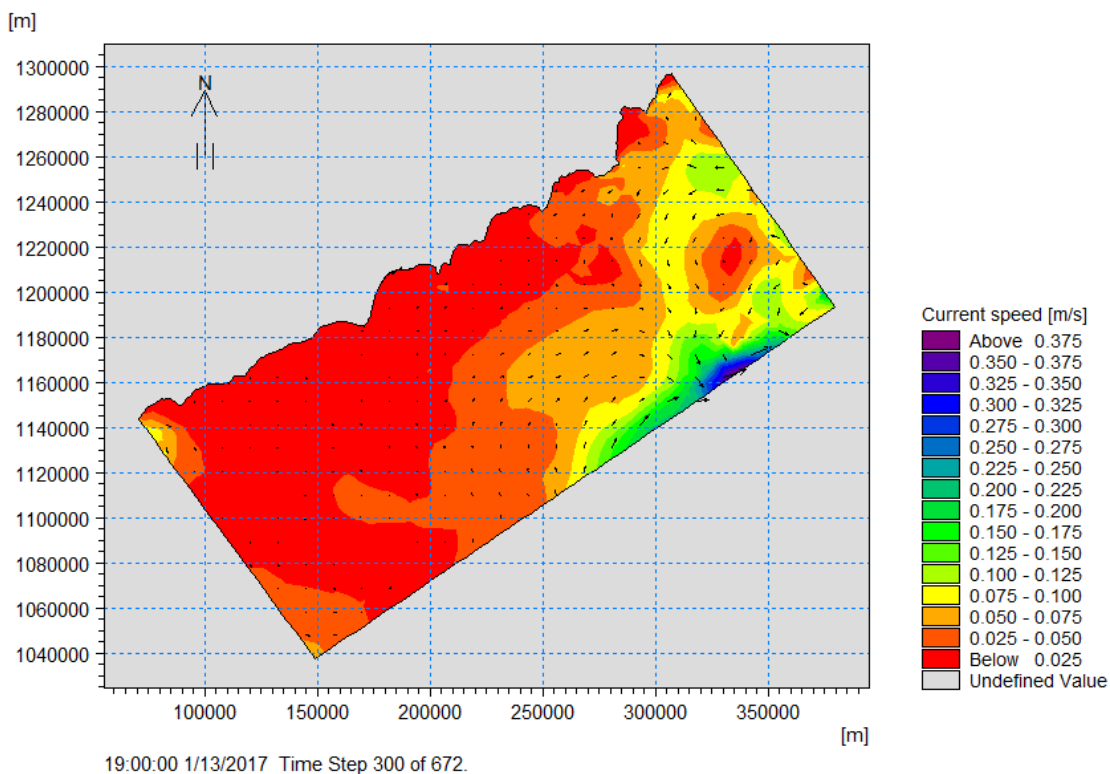 [m]
1300000
1280000
1260000
1240000
1220000
1200000
1180000
1160000
1140000
1120000
1100000
1080000
1060000
1040000
N
100000 150000 200000 250000 300000 350000
[m]
19:00:00 1/13/2017 Time Step 300 of 672.
Current speed [m/s]
Above 0.375
0.350 - 0.375
0.325 - 0.350
0.300 - 0.325
0.275 - 0.300
0.250 - 0.275
0.225 - 0.250
0.200 - 0.225
0.175 - 0.200
0.150 - 0.175
0.125 - 0.150
0.100 - 0.125
0.075 - 0.100
0.050 - 0.075
0.025 - 0.050
Below 0.025
Undefined Value